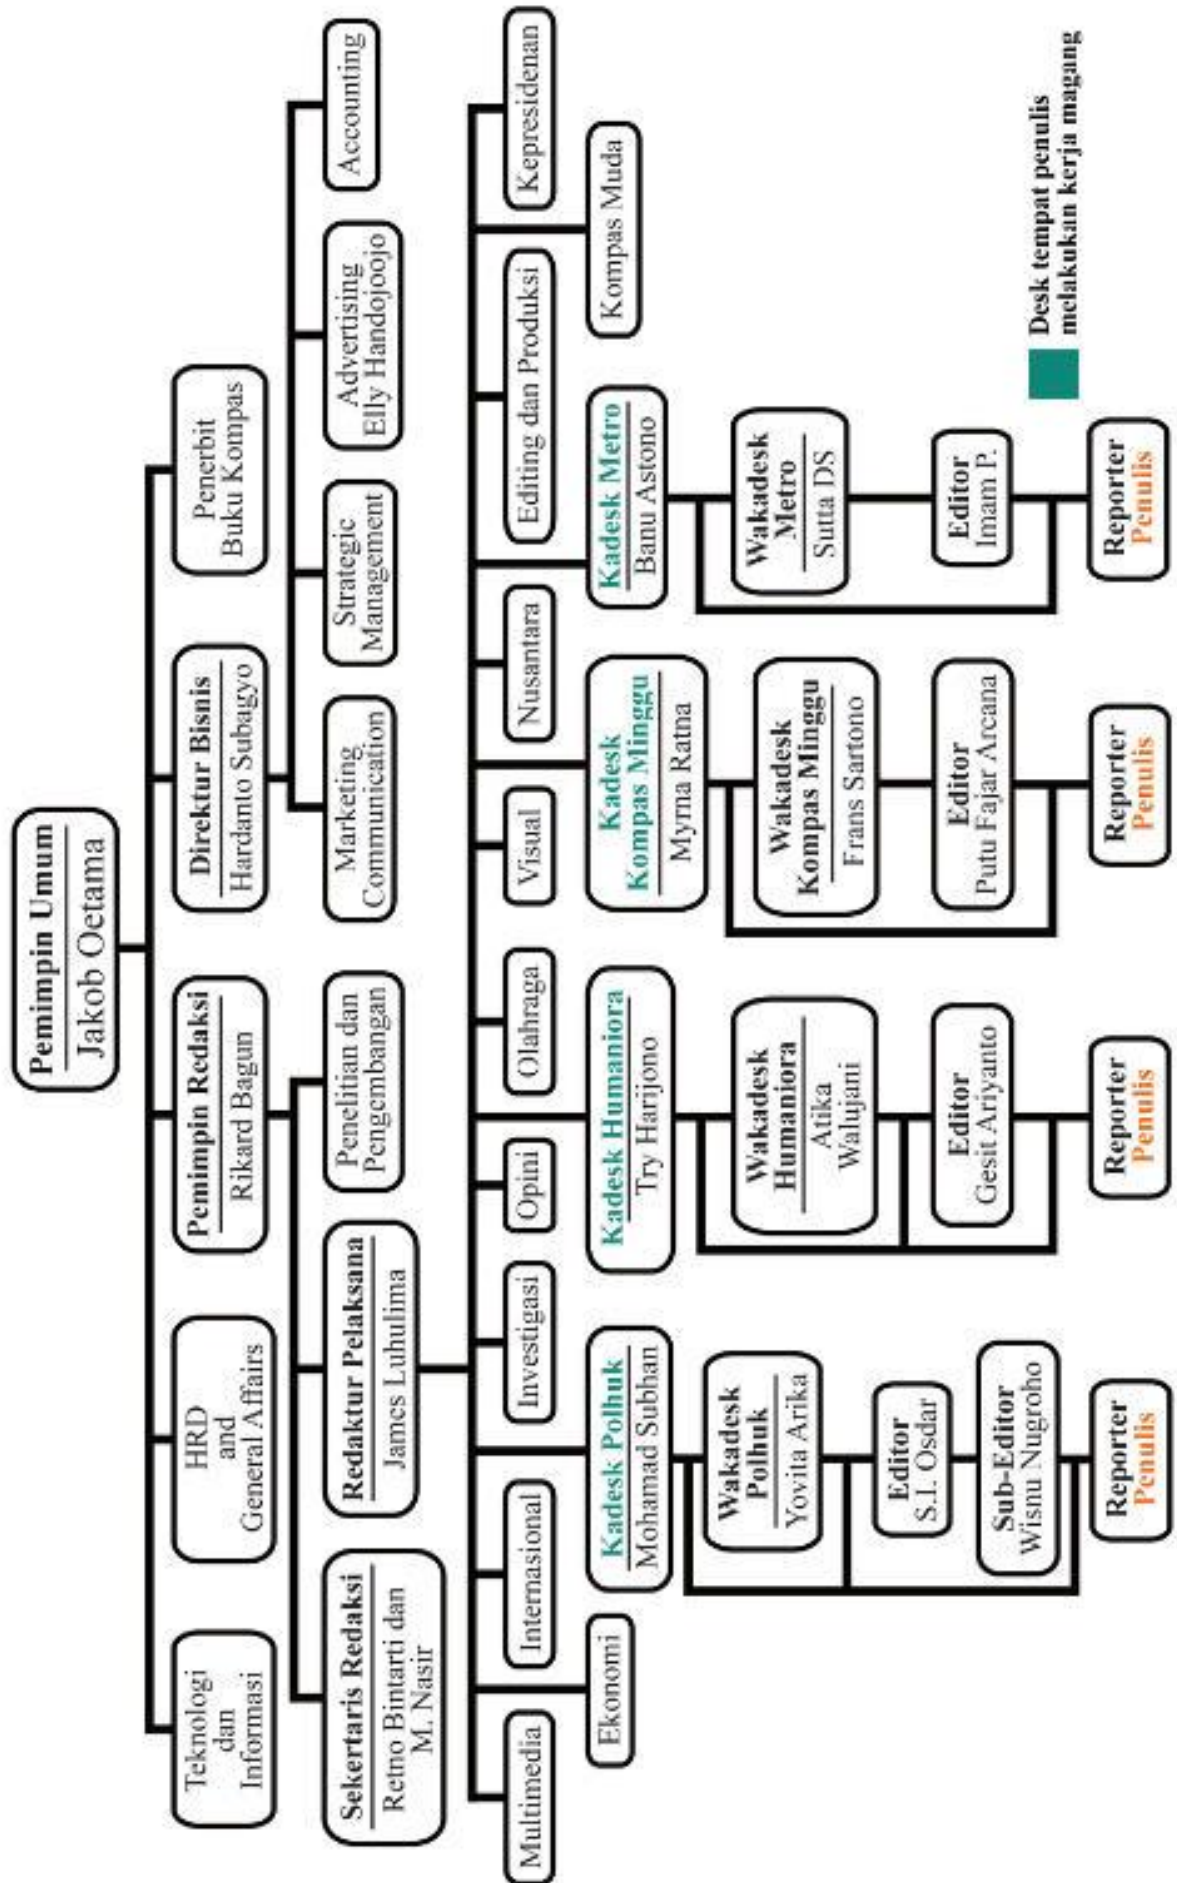 Pemimpin Umum
Jakob Oetama
Teknologi
dan
Informasi
HRD
and
General Affairs
Pemimpin Redaksi
Rikard Bagun
Direktur Bisnis
Hardanto Subagyo
Penerbit
Buku Kompas
Sekertaris Redaksi
Retno Bintarti dan
M. Nasir
Redaktur Pelaksana
James Luhulima
Penelitian dan
Pengembangan
Marketing
Communication
Strategic
Management
Advertising
Elly Handojoojo
Accounting
Multimedia
Internasional
Investigasi
Opini
Olahraga
Visual
Nusantara
Editing dan Produksi
Kepresidenan
Ekonomi
Kadesk Polhuk
Mohamad Subhan
Kadesk Humaniora
Try Harijono
Kadesk
Kompas Minggu
Myrna Ratna
Kadesk Metro
Banu Astono
Kompas Muda
Wakadesk
Polhuk
Yovita Arika
Wakadesk
Humaniora
Atika
Walujani
Wakadesk
Kompas Minggu
Frans Sartono
Wakadesk
Metro
Sutta DS
Editor
S.I. Osdar
Sub-Editor
Wisnu Nugroho
Editor
Gesit Ariyanto
Editor
Putu Fajar Arcana
Editor
Imam P.
Reporter
Penulis
Reporter
Penulis
Reporter
Penulis
Reporter
Penulis
Desk tempat penulis
melakukan kerja magang